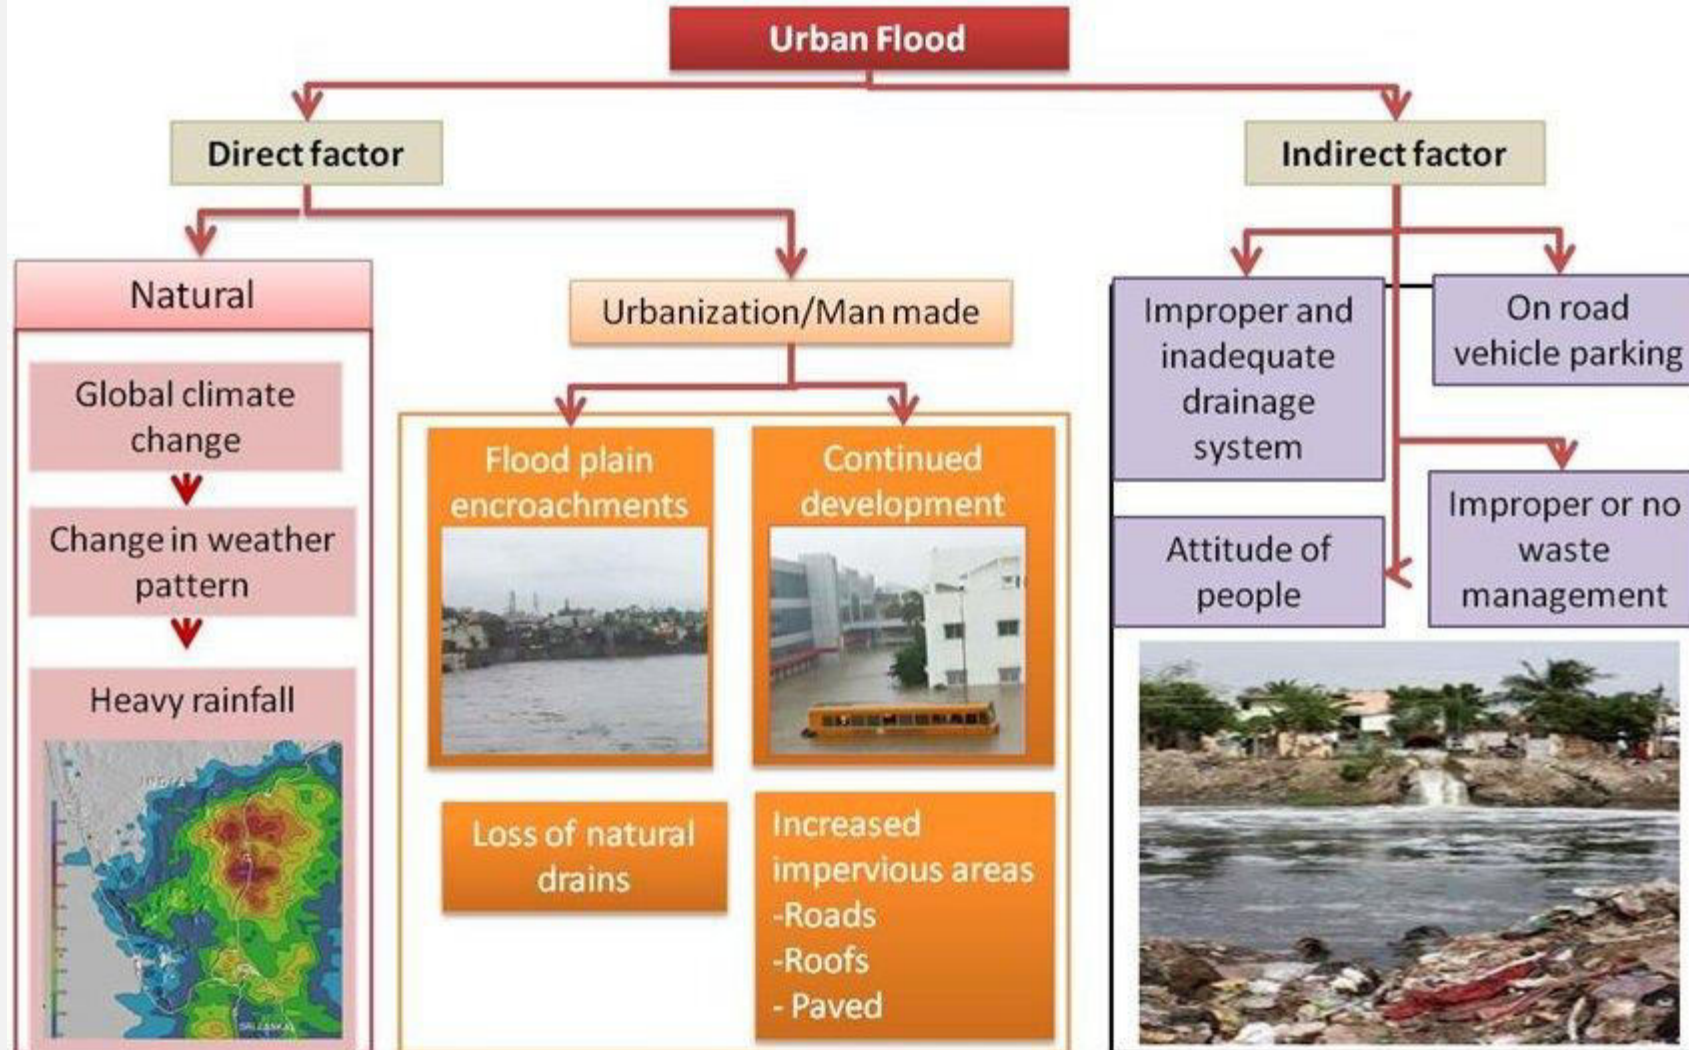 Urban Flood
Direct factor
Indirect factor
Natural
Global climate
change
Change in weather
pattern
Heavy rainfall
SRI LANKA
Urbanization/Man made
Flood plain
encroachments
Continued
development
Loss of natural
drains
Increased
impervious areas
-Roads
-Roofs
- Paved
Improper and
inadequate
drainage
system
On road
vehicle parking
Attitude of
people
Improper or no
waste
management